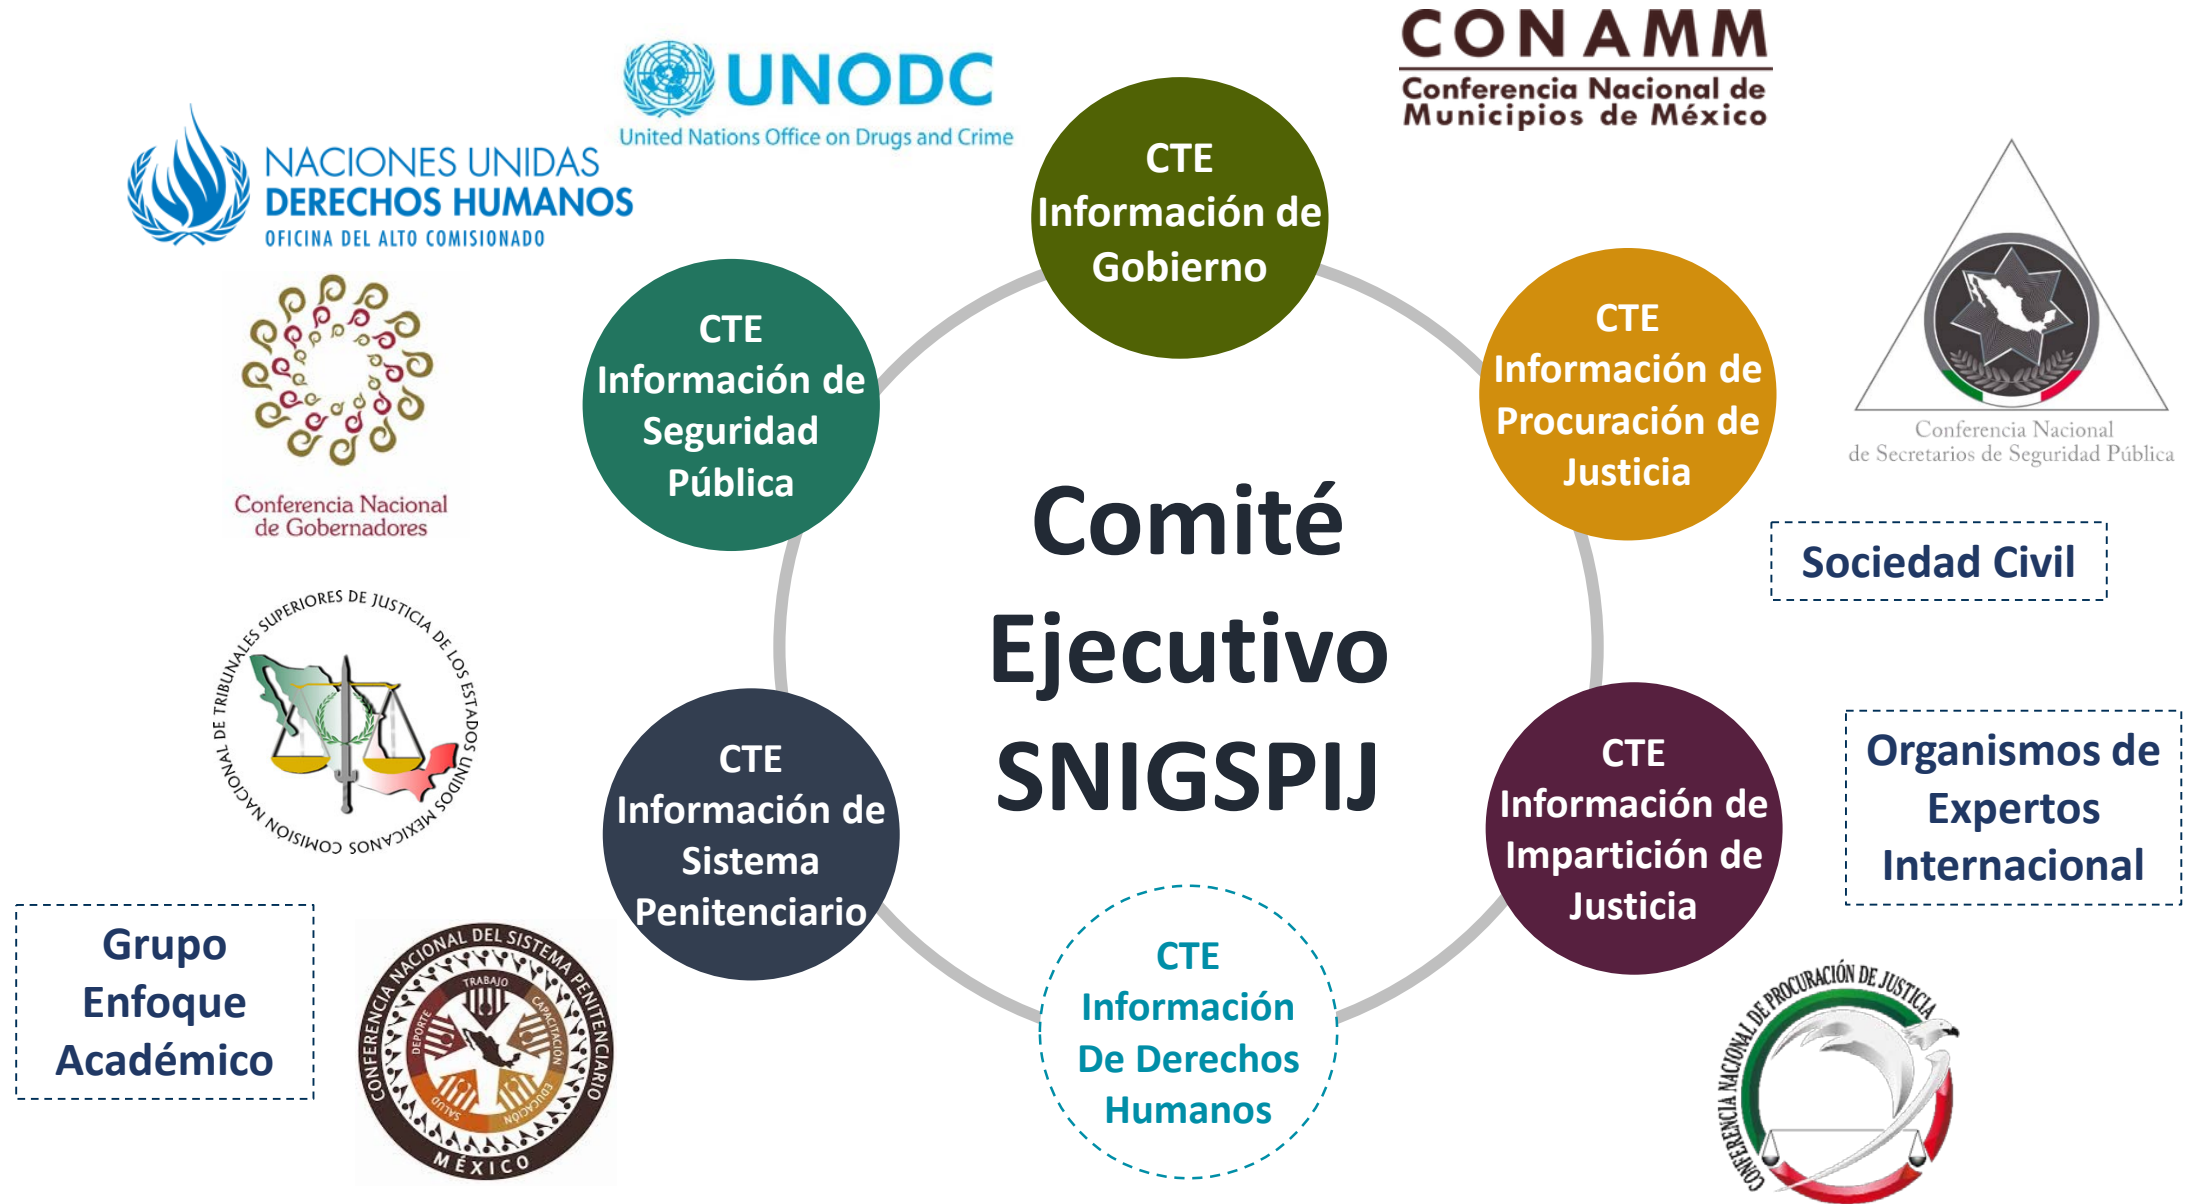 CONAMM
Conferencia Nacional de
Municipios de México
UNODC
United Nations Office on Drugs and Crime
NACIONES UNIDAS
DERECHOS HUMANOS
OFICINA DEL ALTO COMISIONADO
CTE
Información de
Gobierno
CTE
Información de
Seguridad
Pública
CTE
Información de
Procuración de
Justicia
Conferencia Nacional
de Secretarios de Seguridad Pública
Conferencia Nacional
de Gobernadores
Comité
Ejecutivo
SNIGSPIJ
Sociedad Civil
COMISIÓN NACIONAL DE TRIBUNALES SUPERIORES DE JUSTICIA DE LOS ESTADOS UNIDOS MEXICANOS
CTE
Información de
Sistema
Penitenciario
CTE
Información de
Impartición de
Justicia
Organismos de
Expertos
Internacional
CTE
Información
De Derechos
Humanos
Grupo
Enfoque
Académico
CONFERENCIA NACIONAL DEL SISTEMA PENITENCIARIO
TRABAJO
CAPACITACIÓN
EDUCACIÓN
SALUD
DEPORTE
MÉXICO
CONFERENCIA NACIONAL DE PROCURACIÓN DE JUSTICIA